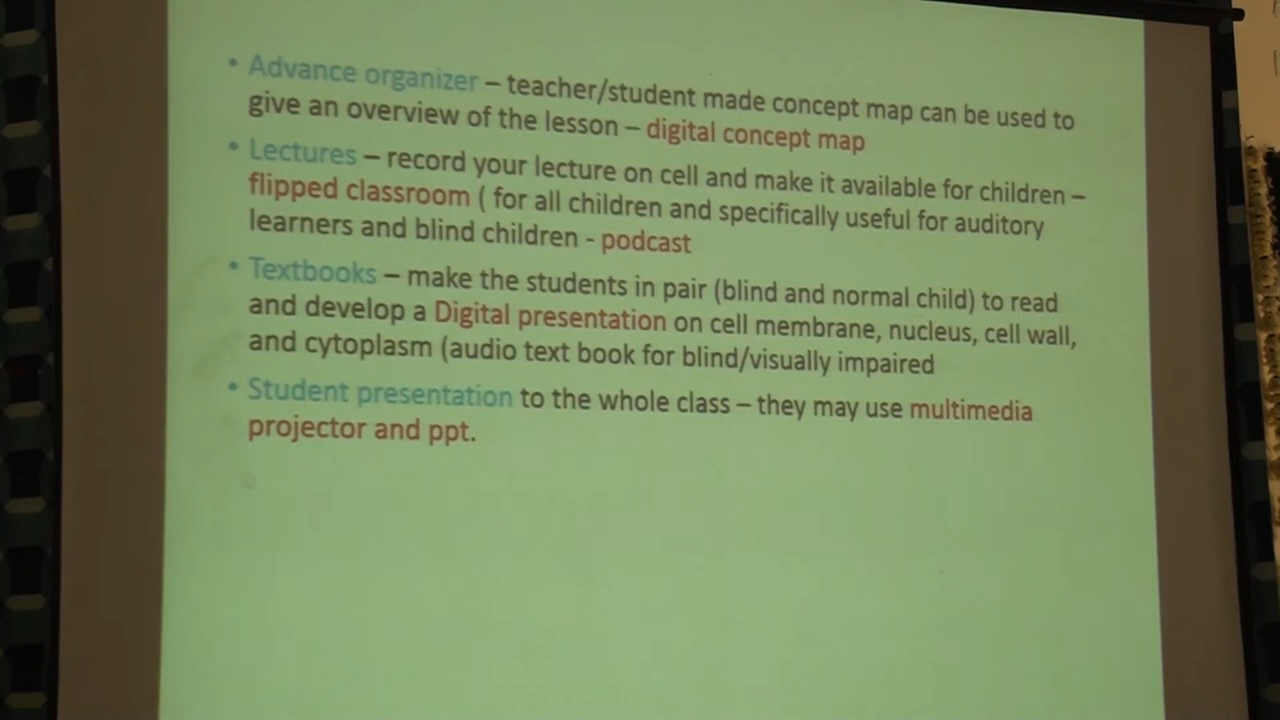 • Advance organizer – teacher/student made concept map can be used to
give an overview of the lesson – digital concept map
• Lectures – record your lecture on cell and make it available for children –
flipped classroom ( for all children and specifically useful for auditory
learners and blind children - podcast
• Textbooks – make the students in pair (blind and normal child) to read
and develop a Digital presentation on cell membrane, nucleus, cell wall,
and cytoplasm (audio text book for blind/visually impaired
• Student presentation to the whole class – they may use multimedia
projector and ppt.